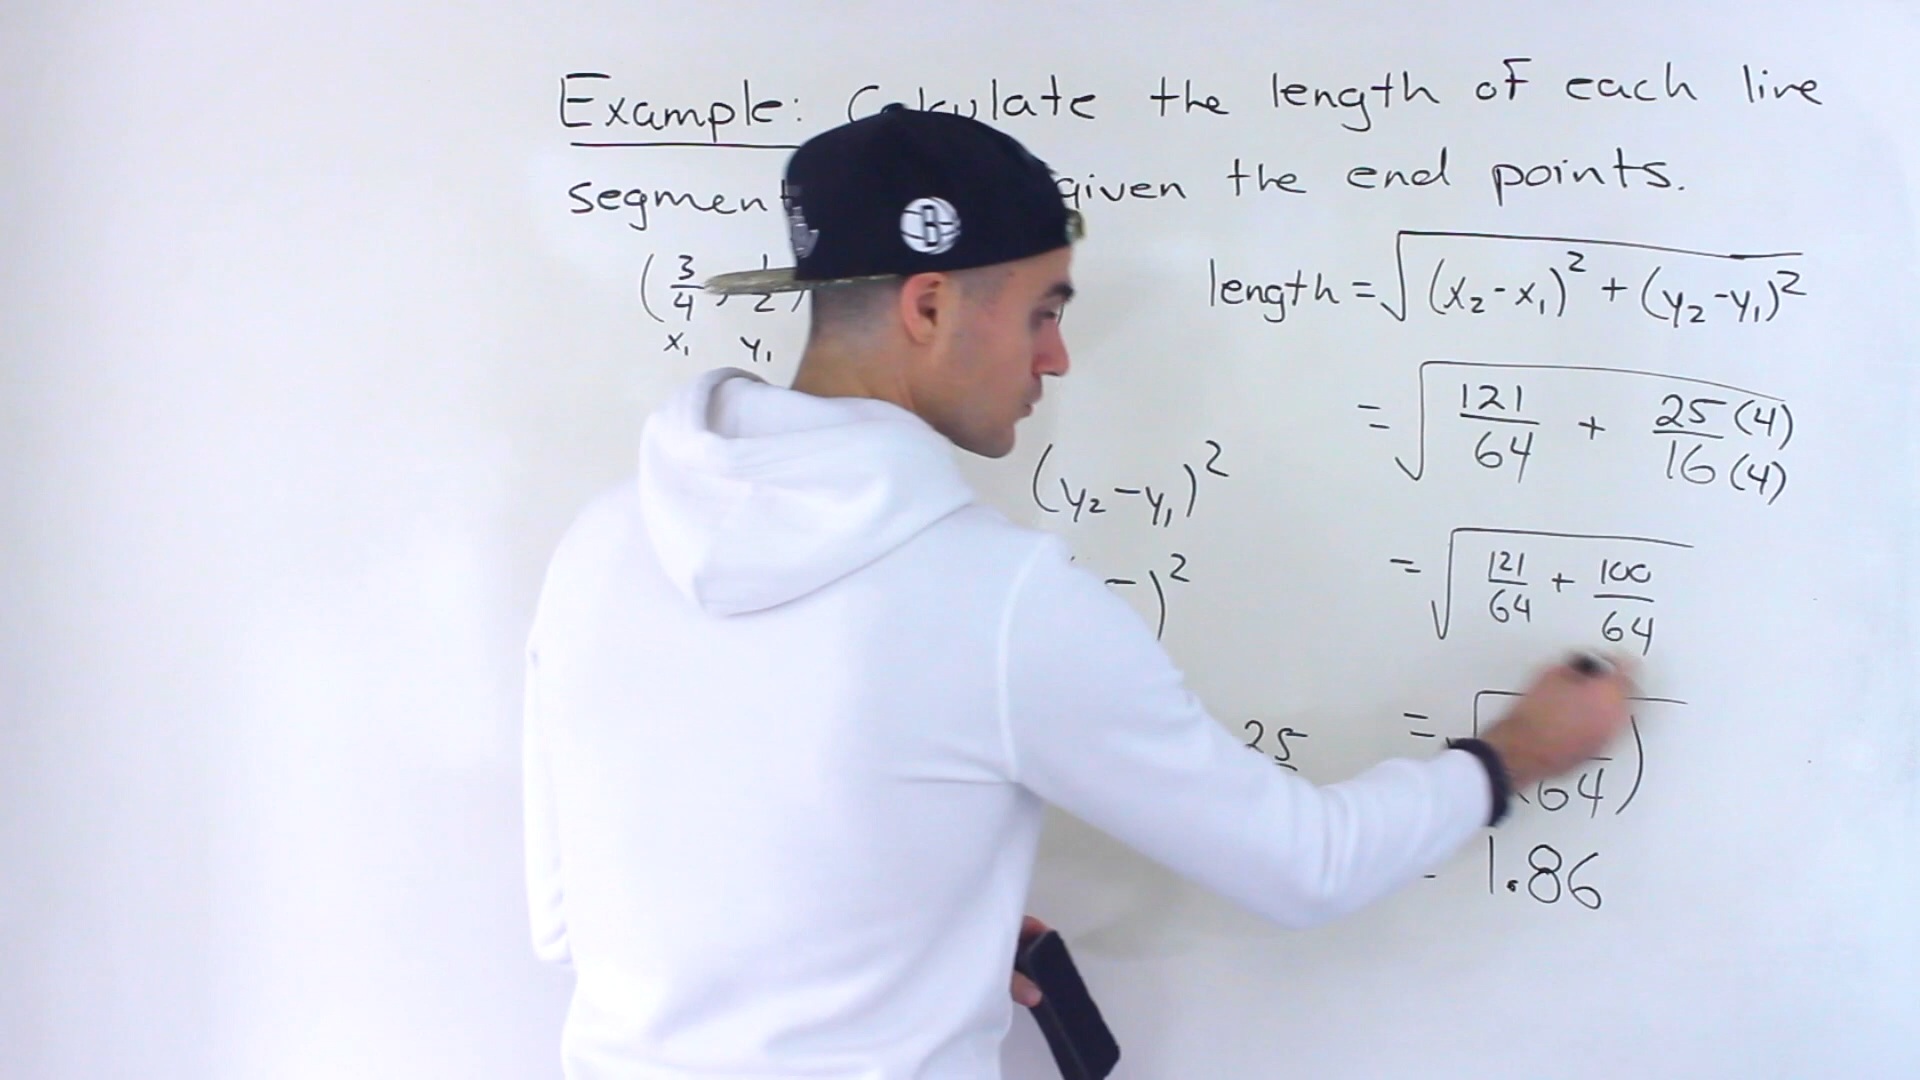 Example: Calculate the length of each line
given the end points.
(3/4, 1/2)
x₁ y₁
length = √((x₂-x₁)² + (y₂-y₁)²)
= √(121/64 + 25(4)/16(4))
(y₂-y₁)²
= √(121/64 + 100/64)
25
64)
1.86
B